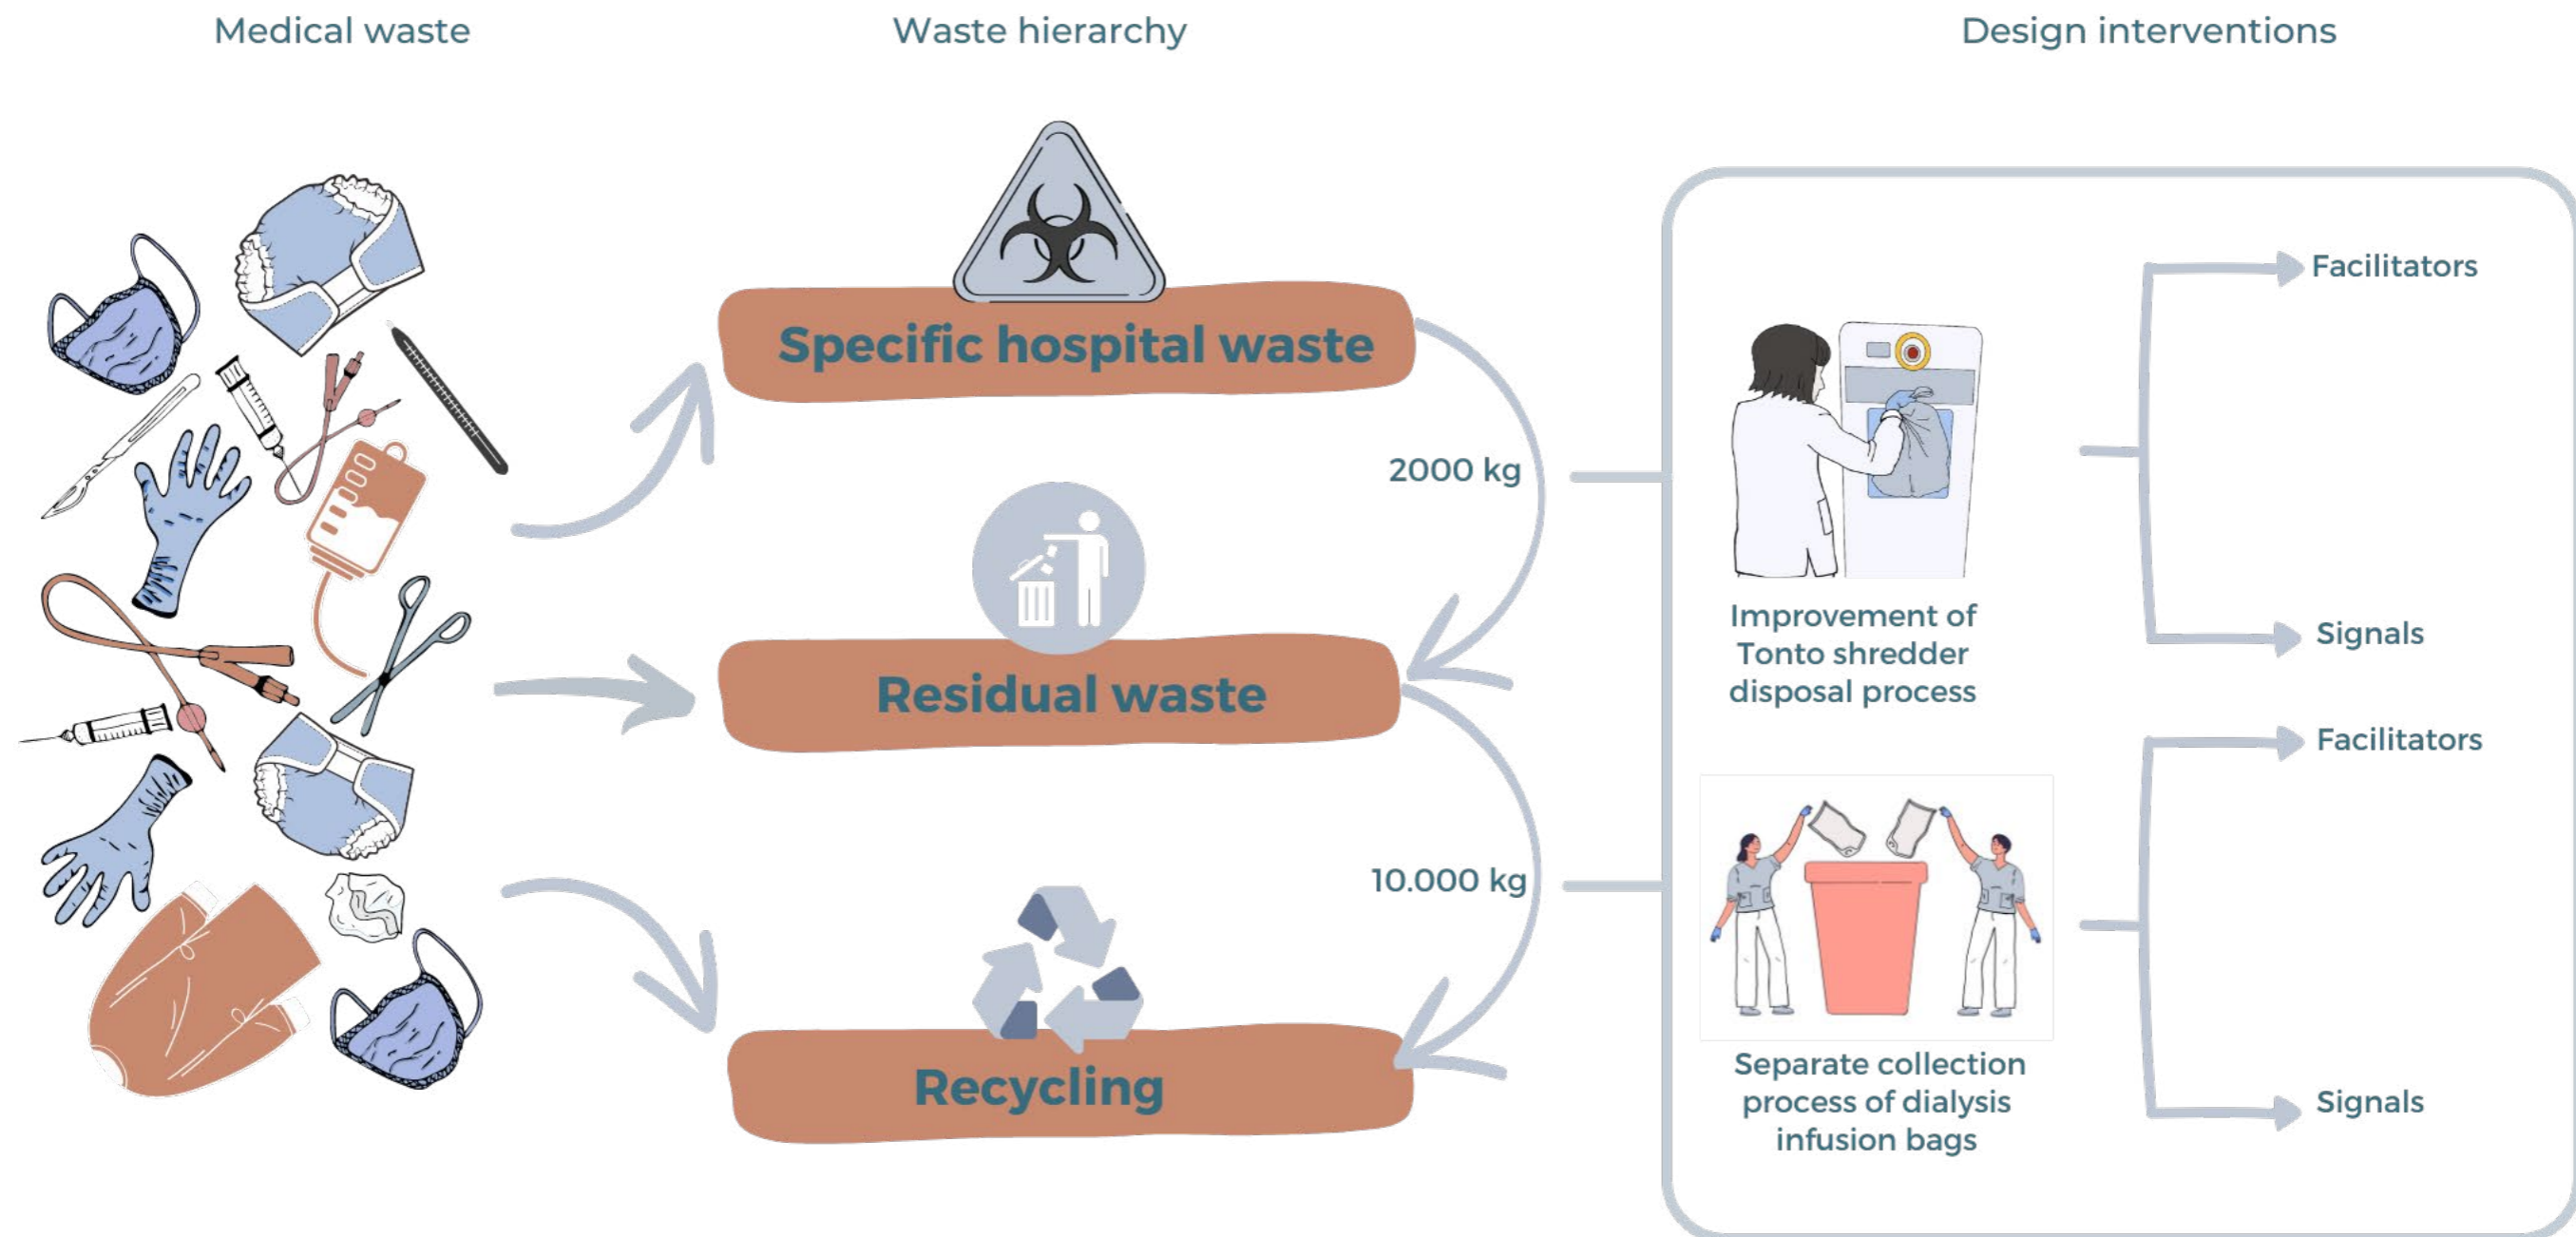 Medical waste
Waste hierarchy
Design interventions
Specific hospital waste
2000 kg
Residual waste
10.000 kg
Recycling
Improvement of
Tonto shredder
disposal process
Facilitators
Signals
Separate collection
process of dialysis
infusion bags
Facilitators
Signals